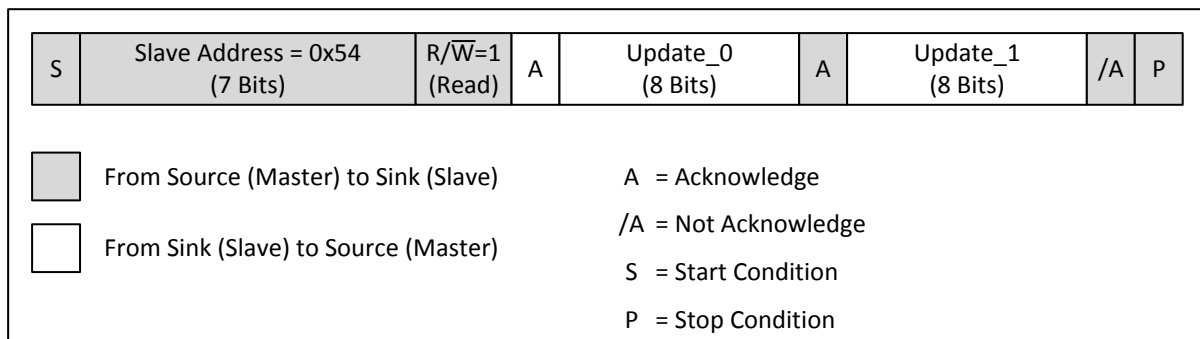 S
Slave Address = 0x54
(7 Bits)
R/W̅=1
(Read)
A
Update_0
(8 Bits)
A
Update_1
(8 Bits)
/A
P
From Source (Master) to Sink (Slave)
From Sink (Slave) to Source (Master)
A = Acknowledge
/A = Not Acknowledge
S = Start Condition
P = Stop Condition